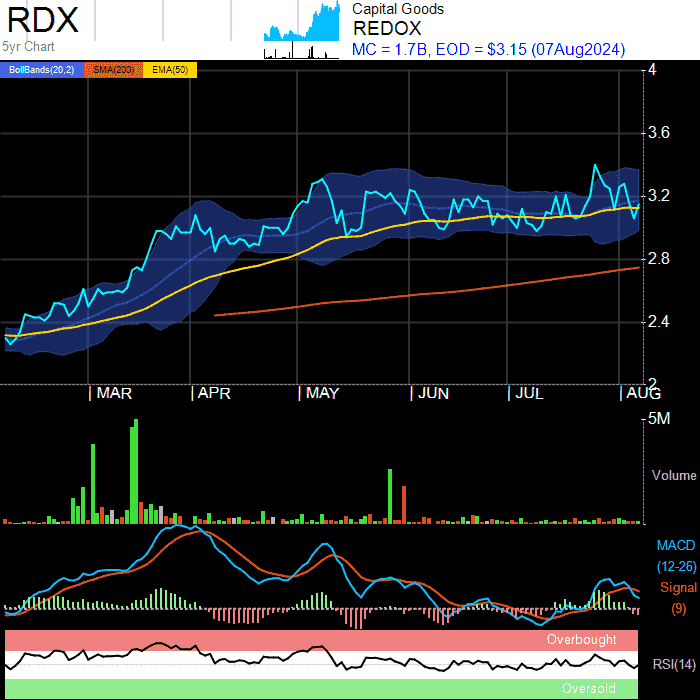 RDX
5yr Chart
Capital Goods
REDOX
MC = 1.7B, EOD = $3.15 (07Aug2024)
BollBands(20,2) SMA(200) EMA(50)
4
3.6
3.2
2.8
2.4
2
MAR APR MAY JUN JUL AUG
5M
Volume
MACD
(12-26)
Signal
(9)
Overbought
RSI(14)
Oversold